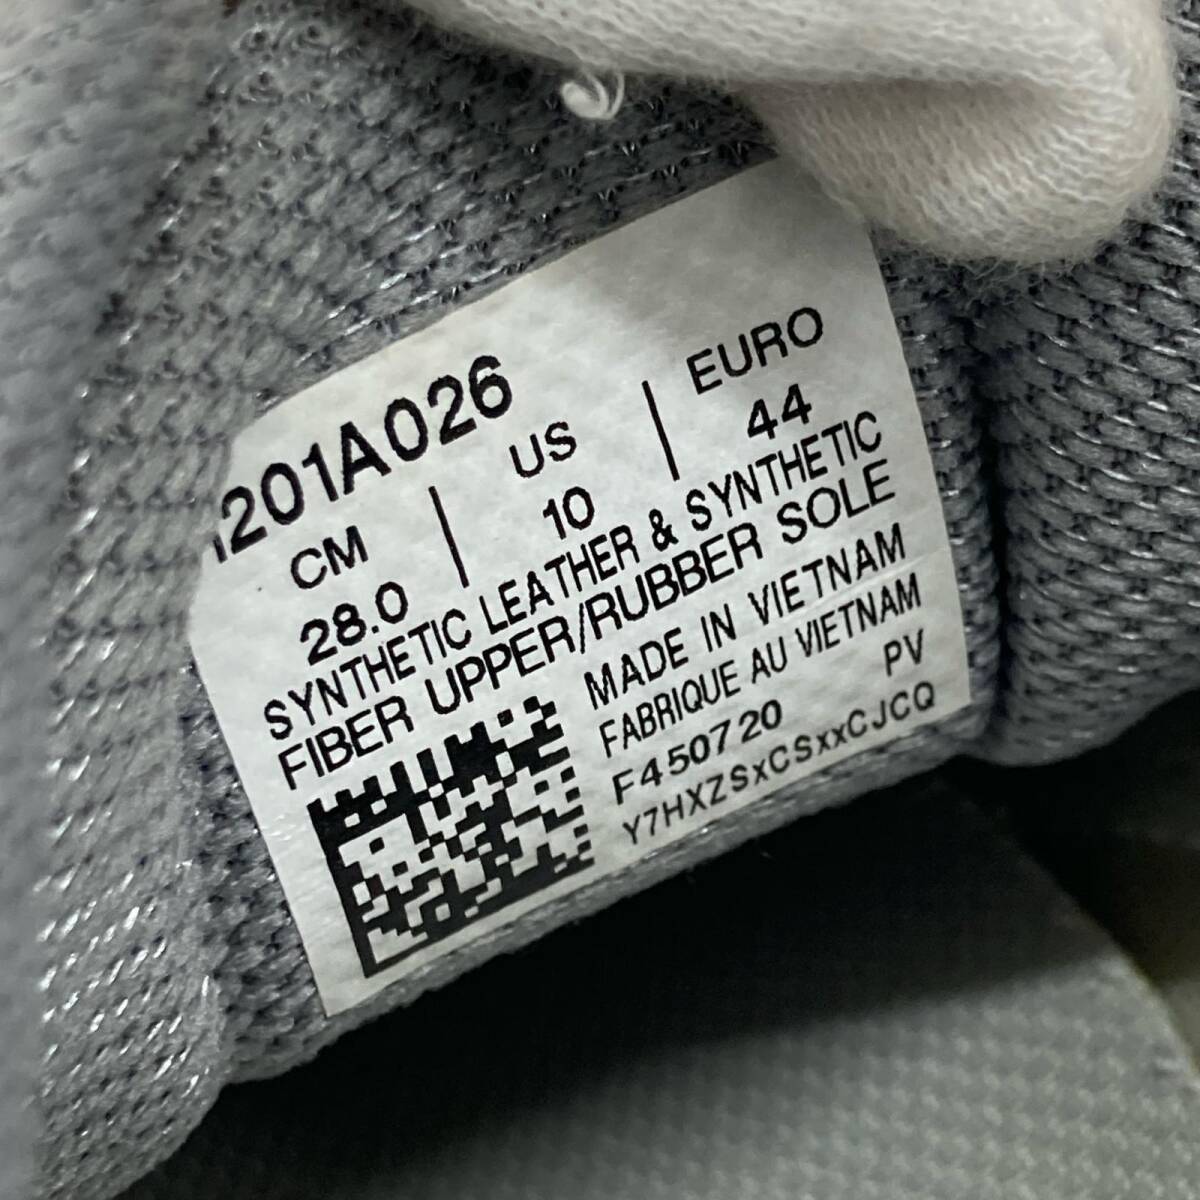 1201A026
CM | US | EURO
28.0 | 10 | 44
SYNTHETIC LEATHER & SYNTHETIC
FIBER UPPER/RUBBER SOLE
MADE IN VIETNAM
FABRIQUE AU VIETNAM
PV
F450720
Y7HXZSxCSxxCJCQ